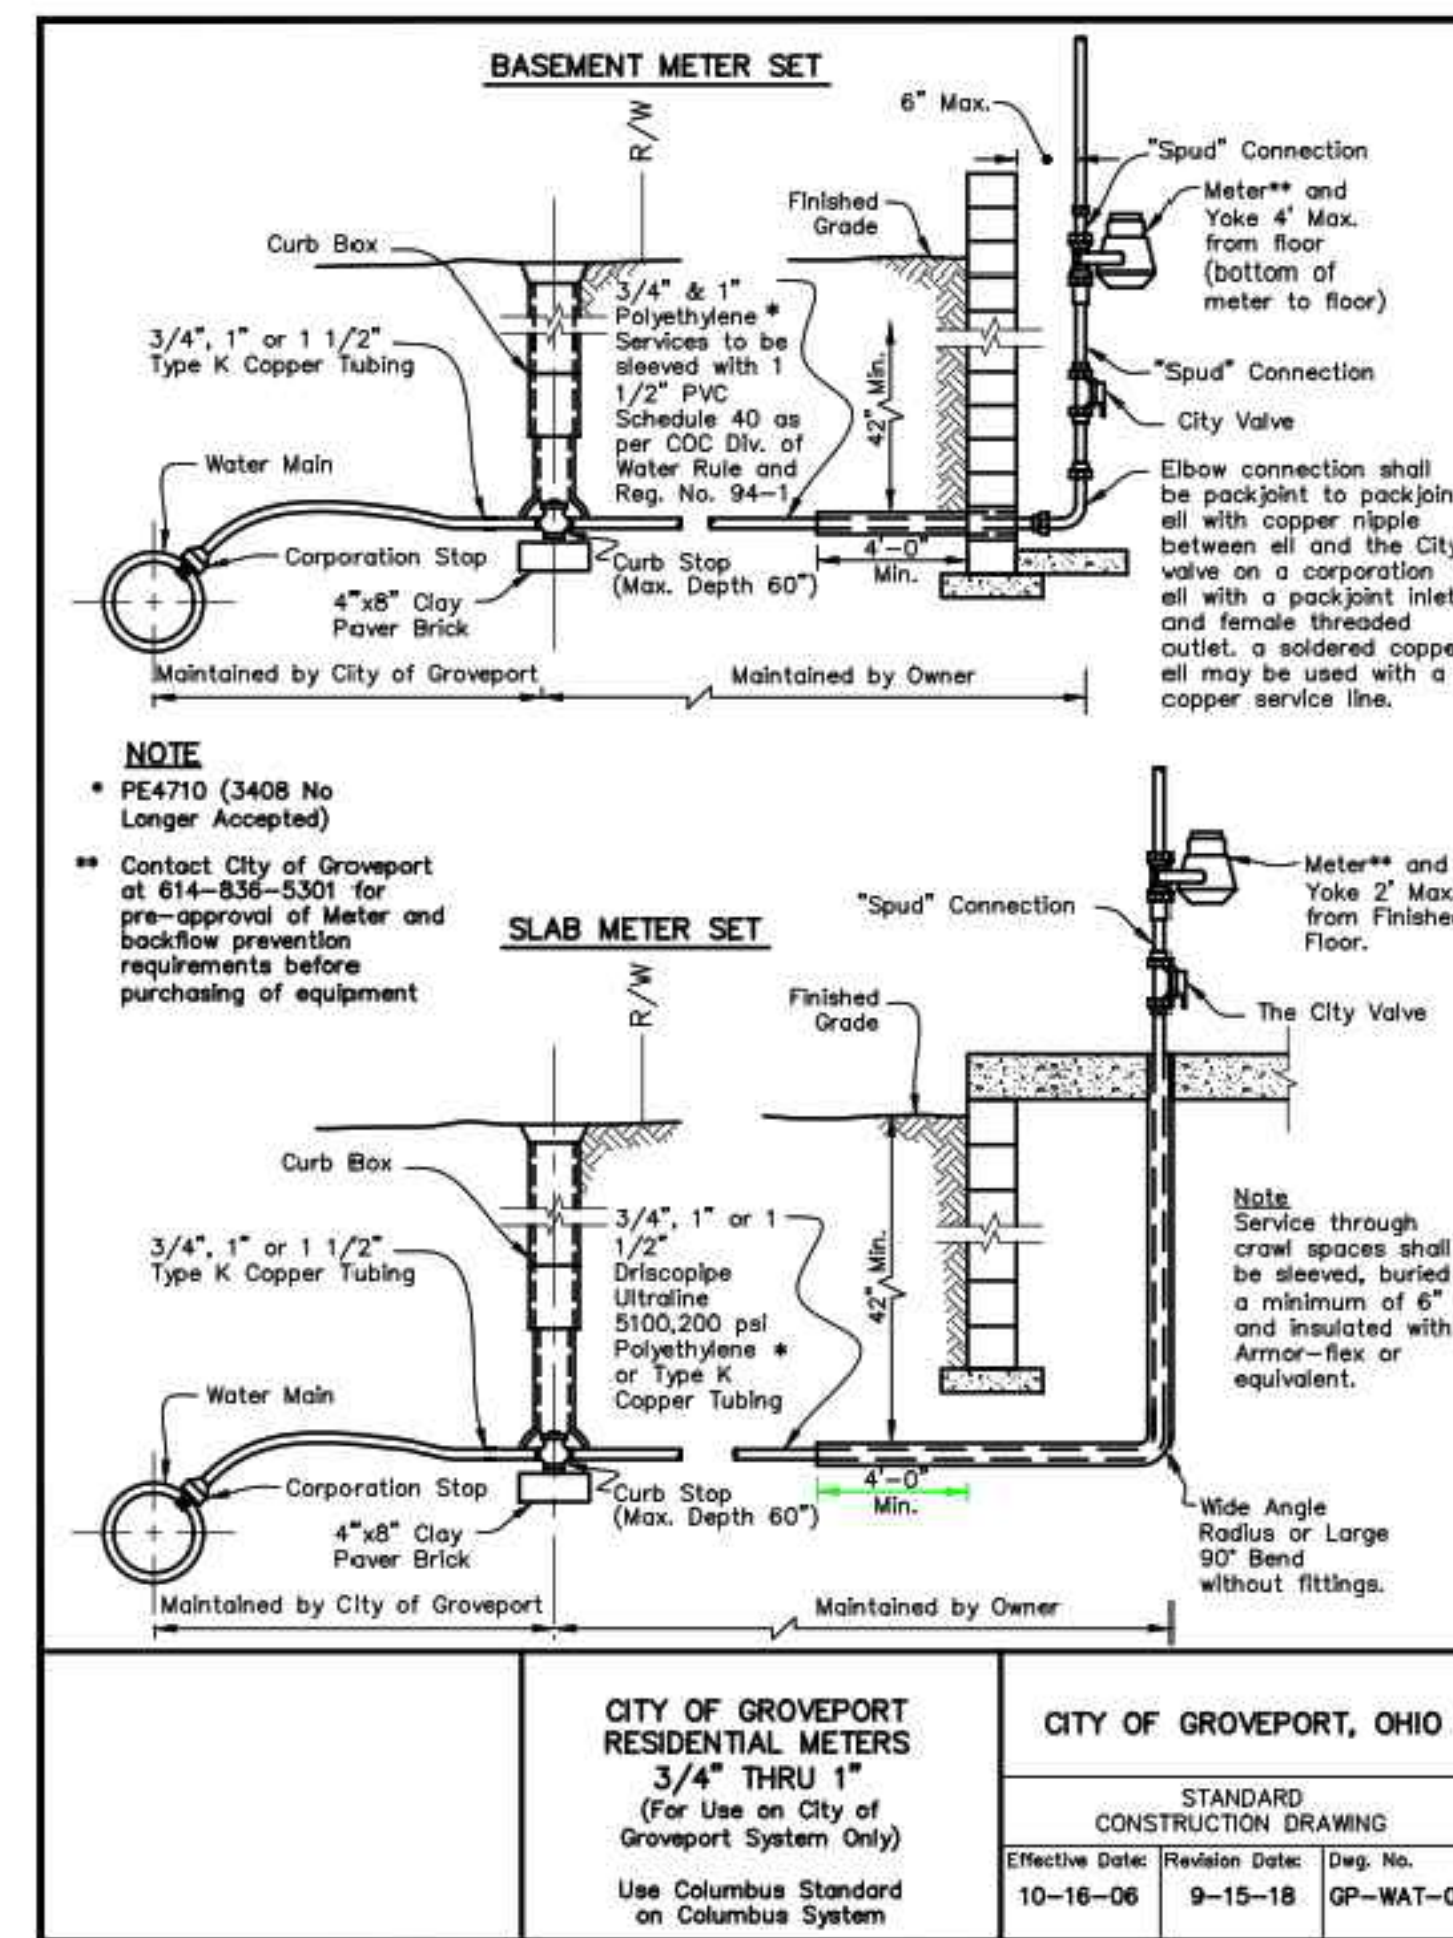 BASEMENT METER SET
R/W
6" Max.
"Spud" Connection
Meter** and
Yoke 4' Max.
from floor
(bottom of
meter to floor)
Finished
Grade
Curb Box
3/4" & 1"
Polyethylene *
Services to be
sleeved with 1
1/2" PVC
Schedule 40 as
per COC Div. of
Water Rule and
Reg. No. 94-1
3/4", 1" or 1 1/2"
Type K Copper Tubing
42" Min.
"Spud" Connection
City Valve
Water Main
Elbow connection shall
be packjoint to packjoin
ell with copper nipple
between ell and the City
valve on a corporation
ell with a packjoint inlet
and female threaded
outlet. a soldered coppe
ell may be used with a
copper service line.
Corporation Stop
Curb Stop
(Max. Depth 60")
4'-0"
Min.
4"x8" Clay
Paver Brick
Maintained by City of Groveport
Maintained by Owner
NOTE
* PE4710 (3408 No
Longer Accepted)
** Contact City of Groveport
at 614-836-5301 for
pre-approval of Meter and
backflow prevention
requirements before
purchasing of equipment
SLAB METER SET
R/W
"Spud" Connection
Meter** and
Yoke 2' Max.
from Finished
Floor.
Finished
Grade
The City Valve
Curb Box
3/4", 1" or 1 1/2"
Type K Copper Tubing
3/4", 1" or 1
1/2"
Driscopipe
Ultraline
5100,200 psi
Polyethylene *
or Type K
Copper Tubing
42" Min.
Note
Service through
crawl spaces shall
be sleeved, buried
a minimum of 6"
and insulated with
Armor-flex or
equivalent.
Water Main
Corporation Stop
Curb Stop
(Max. Depth 60")
4'-0"
Min.
4"x8" Clay
Paver Brick
Wide Angle
Radius or Large
90° Bend
without fittings.
Maintained by City of Groveport
Maintained by Owner
CITY OF GROVEPORT
RESIDENTIAL METERS
3/4" THRU 1"
(For Use on City of
Groveport System Only)
Use Columbus Standard
on Columbus System
CITY OF GROVEPORT, OHIO
STANDARD
CONSTRUCTION DRAWING
Effective Date: Revision Date: Dwg. No.
10-16-06 9-15-18 GP-WAT-0